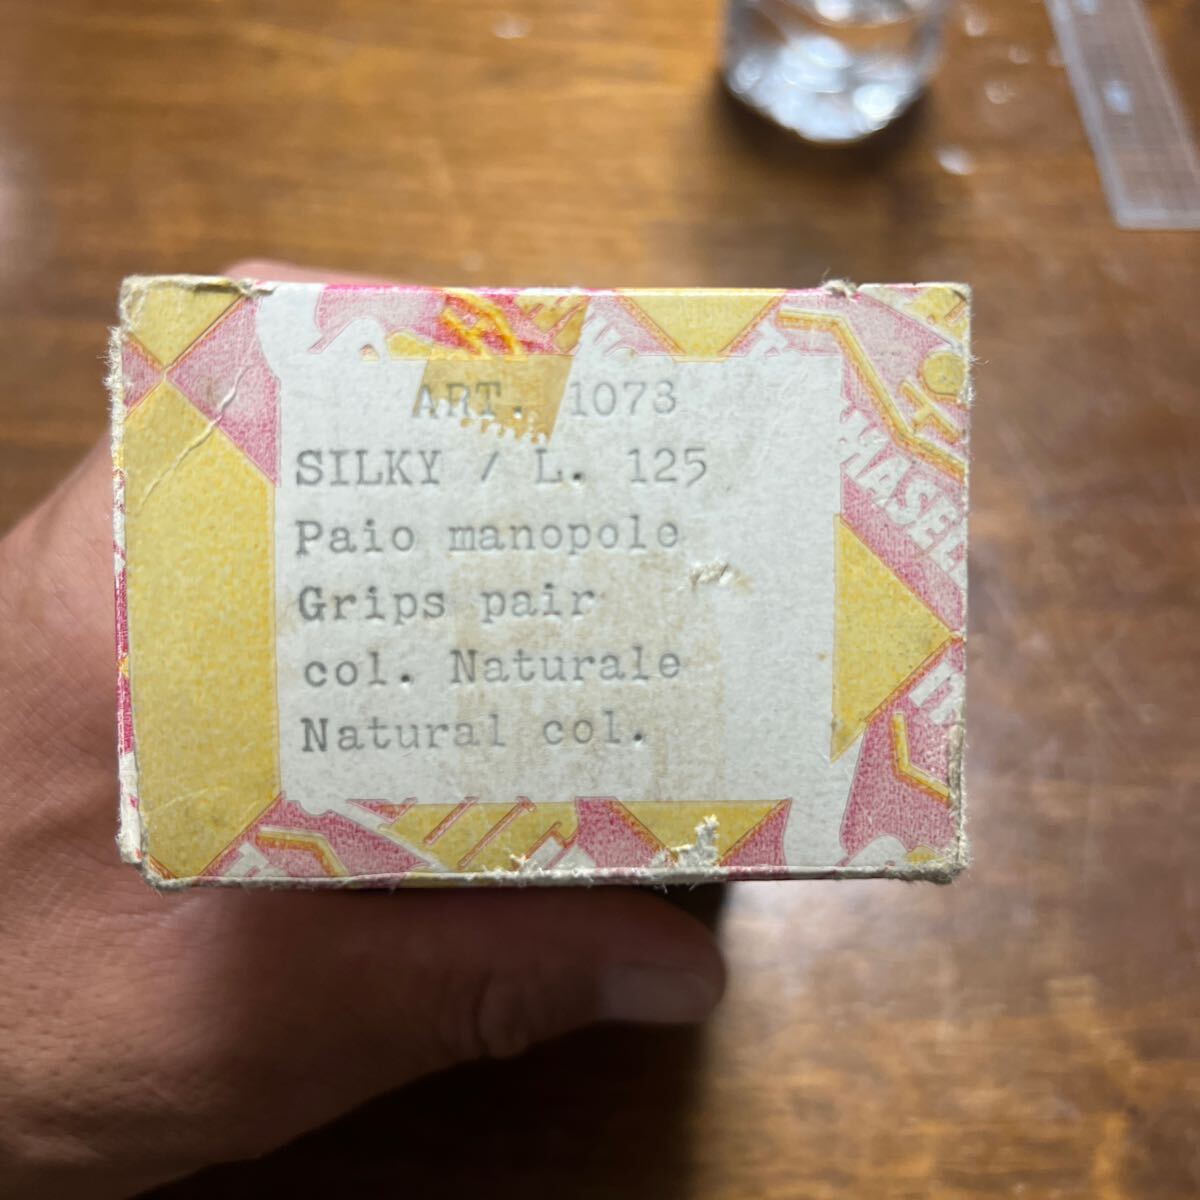 ART. 1073
SILKY / L. 125
Paio manopole
Grips pair
col. Naturale
Natural col.